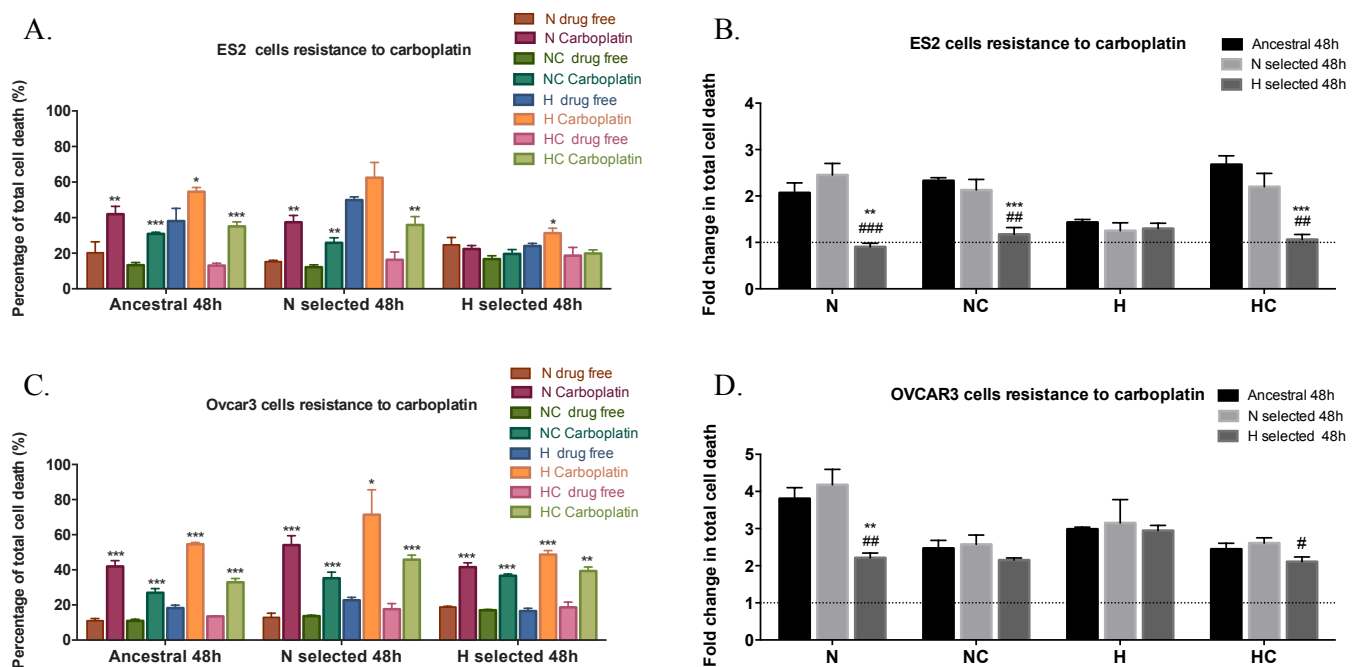 A.
ES2 cells resistance to carboplatin
N drug free
N Carboplatin
NC drug free
NC Carboplatin
H drug free
H Carboplatin
HC drug free
HC Carboplatin
Percentage of total cell death (%)
100
80
60
40
20
0
** *** * ***
** ** **
*
Ancestral 48h N selected 48h H selected 48h
B.
ES2 cells resistance to carboplatin
Ancestral 48h
N selected 48h
H selected 48h
Fold change in total cell death
4
3
2
1
0
**
###
***
##
***
##
N NC H HC
C.
Ovcar3 cells resistance to carboplatin
N drug free
N Carboplatin
NC drug free
NC Carboplatin
H drug free
H Carboplatin
HC drug free
HC Carboplatin
Percentage of total cell death (%)
100
80
60
40
20
0
*** *** *** ***
*** *** * ***
*** *** *** **
Ancestral 48h N selected 48h H selected 48h
D.
OVCAR3 cells resistance to carboplatin
Ancestral 48h
N selected 48h
H selected 48h
Fold change in total cell death
5
4
3
2
1
0
**
##
#
N NC H HC